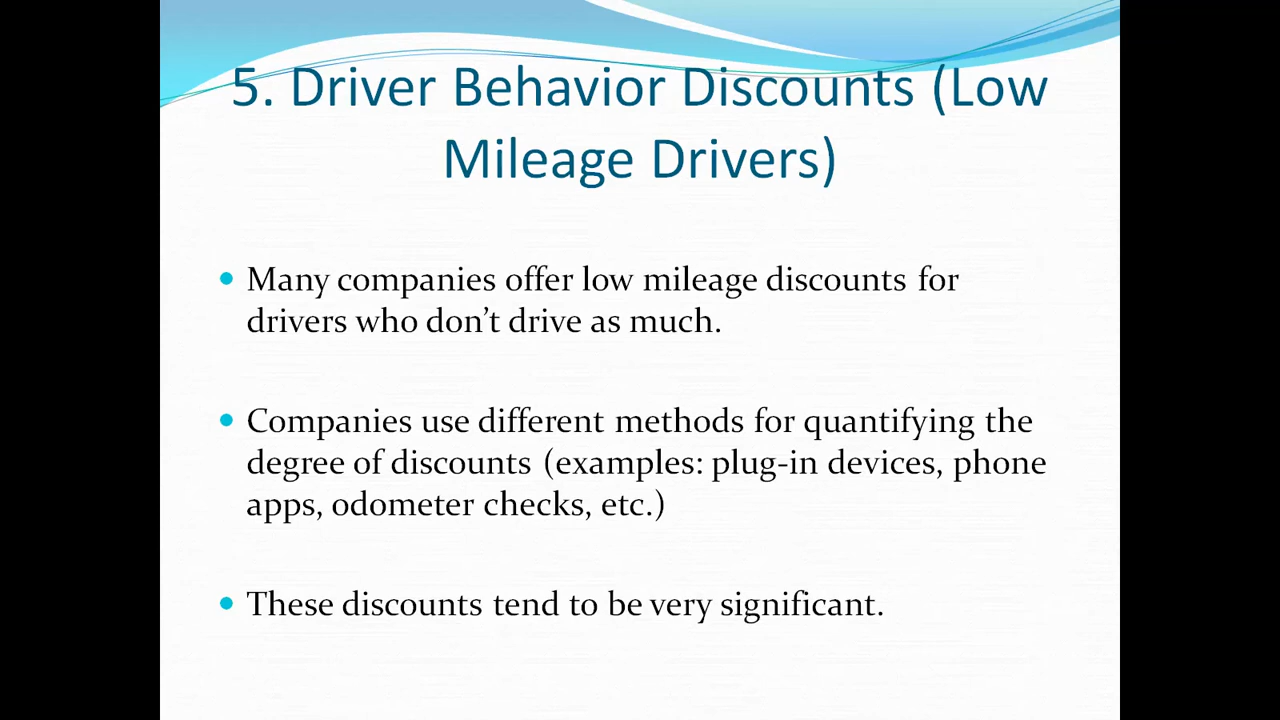 5. Driver Behavior Discounts (Low
Mileage Drivers)
Many companies offer low mileage discounts for
drivers who don’t drive as much.
Companies use different methods for quantifying the
degree of discounts (examples: plug-in devices, phone
apps, odometer checks, etc.)
These discounts tend to be very significant.